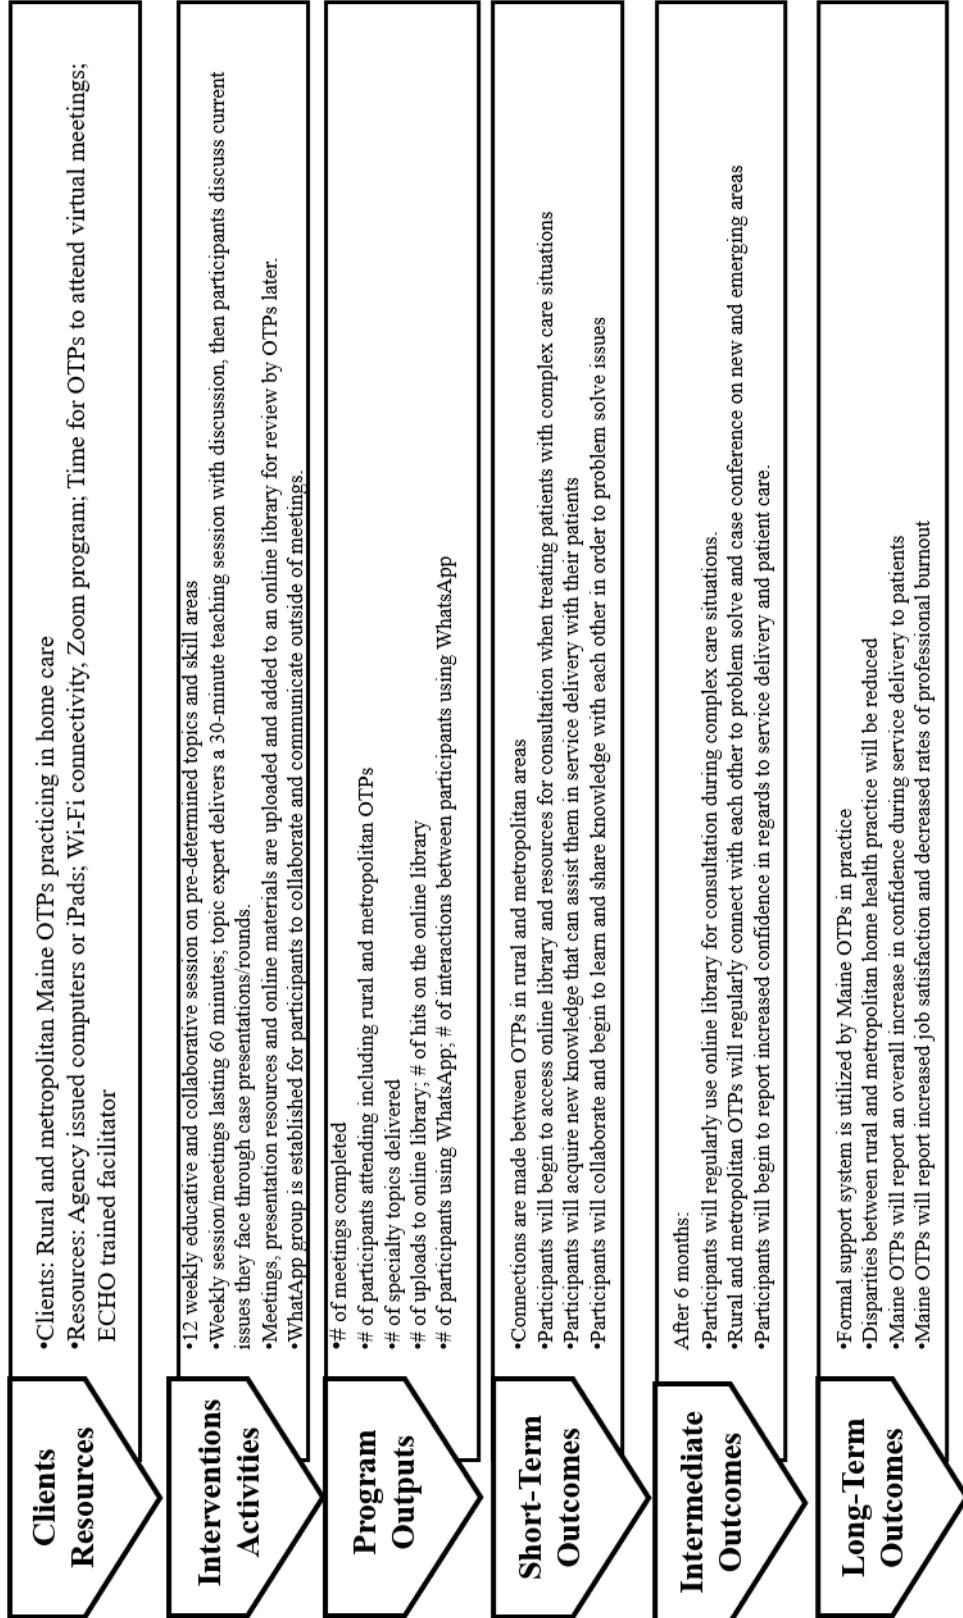 Clients
Resources
•Clients: Rural and metropolitan Maine OTPs practicing in home care
•Resources: Agency issued computers or iPads; Wi-Fi connectivity, Zoom program; Time for OTPs to attend virtual meetings;
ECHO trained facilitator
Interventions
Activities
•12 weekly educative and collaborative session on pre-determined topics and skill areas
•Weekly session/meetings lasting 60 minutes; topic expert delivers a 30-minute teaching session with discussion, then participants discuss current
issues they face through case presentations/rounds.
•Meetings, presentation resources and online materials are uploaded and added to an online library for review by OTPs later.
•WhatApp group is established for participants to collaborate and communicate outside of meetings.
Program
Outputs
•# of meetings completed
•# of participants attending including rural and metropolitan OTPs
•# of specialty topics delivered
•# of uploads to online library; # of hits on the online library
•# of participants using WhatsApp; # of interactions between participants using WhatsApp
Short-Term
Outcomes
•Connections are made between OTPs in rural and metropolitan areas
•Participants will begin to access online library and resources for consultation when treating patients with complex care situations
•Participants will acquire new knowledge that can assist them in service delivery with their patients
•Participants will collaborate and begin to learn and share knowledge with each other in order to problem solve issues
Intermediate
Outcomes
After 6 months:
•Participants will regularly use online library for consultation during complex care situations.
•Rural and metropolitan OTPs will regularly connect with each other to problem solve and case conference on new and emerging areas
•Participants will begin to report increased confidence in regards to service delivery and patient care.
Long-Term
Outcomes
•Formal support system is utilized by Maine OTPs in practice
•Disparities between rural and metropolitan home health practice will be reduced
•Maine OTPs will report an overall increase in confidence during service delivery to patients
•Maine OTPs will report increased job satisfaction and decreased rates of professional burnout